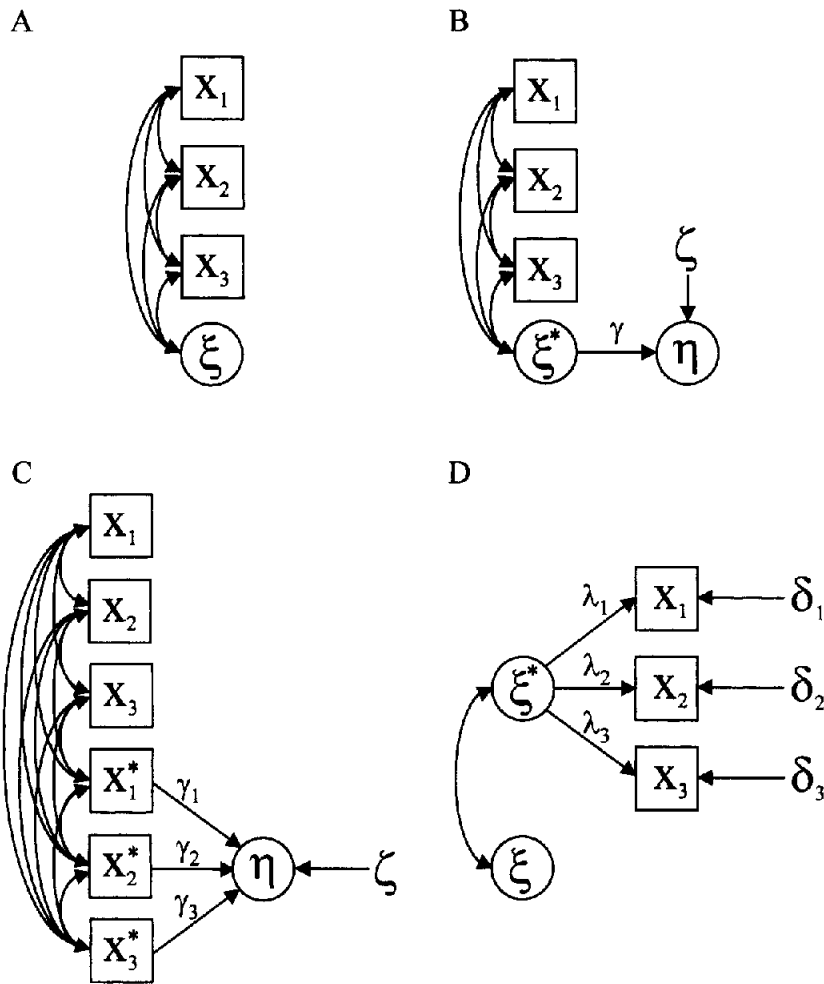 A
X₁
X₂
X₃
ξ
B
X₁
X₂
X₃
ξ*
γ
η
ζ
C
X₁
X₂
X₃
X₁*
X₂*
X₃*
γ₁
γ₂
γ₃
η
ζ
D
ξ*
ξ
λ₁
λ₂
λ₃
X₁
X₂
X₃
δ₁
δ₂
δ₃